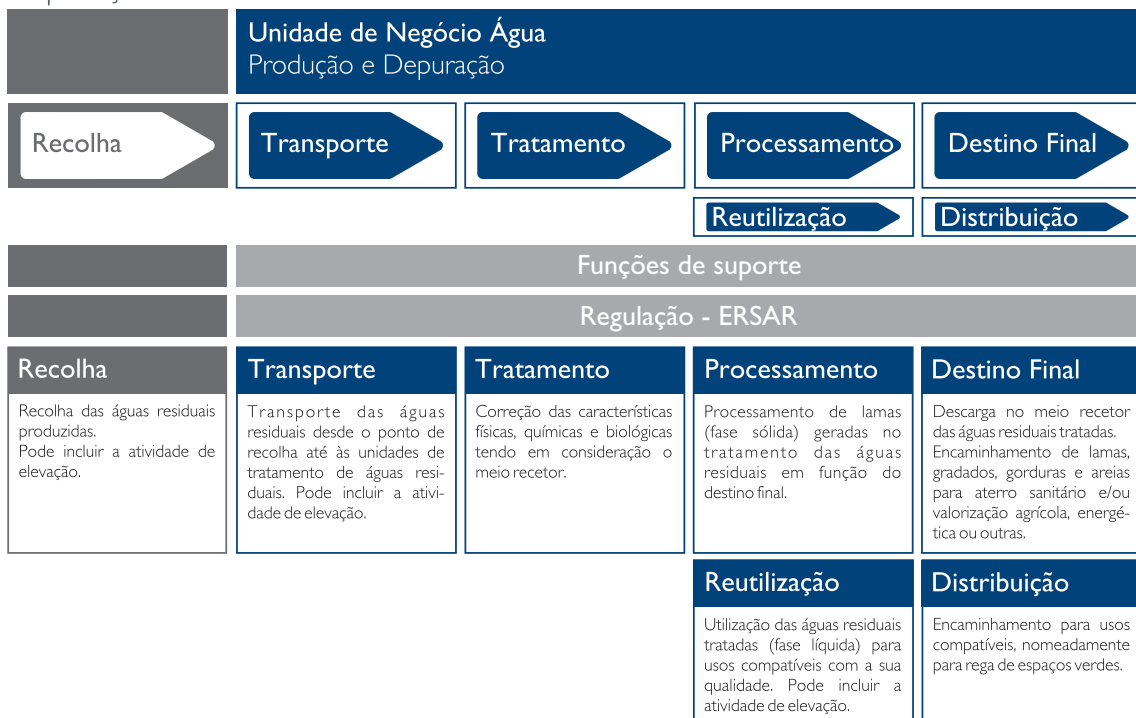 Unidade de Negócio Água
Produção e Depuração
Recolha
Transporte
Tratamento
Processamento
Destino Final
Reutilização
Distribuição
Funções de suporte
Regulação - ERSAR
Recolha
Recolha das águas residuais
produzidas.
Pode incluir a atividade de
elevação.
Transporte
Transporte das águas
residuais desde o ponto de
recolha até às unidades de
tratamento de águas resi-
duais. Pode incluir a ativi-
dade de elevação.
Tratamento
Correção das características
físicas, químicas e biológicas
tendo em consideração o
meio recetor.
Processamento
Processamento de lamas
(fase sólida) geradas no
tratamento das águas
residuais em função do
destino final.
Destino Final
Descarga no meio recetor
das águas residuais tratadas.
Encaminhamento de lamas,
gradados, gorduras e areias
para aterro sanitário e/ou
valorização agrícola, energé-
tica ou outras.
Reutilização
Utilização das águas residuais
tratadas (fase líquida) para
usos compatíveis com a sua
qualidade. Pode incluir a
atividade de elevação.
Distribuição
Encaminhamento para usos
compatíveis, nomeadamente
para rega de espaços verdes.